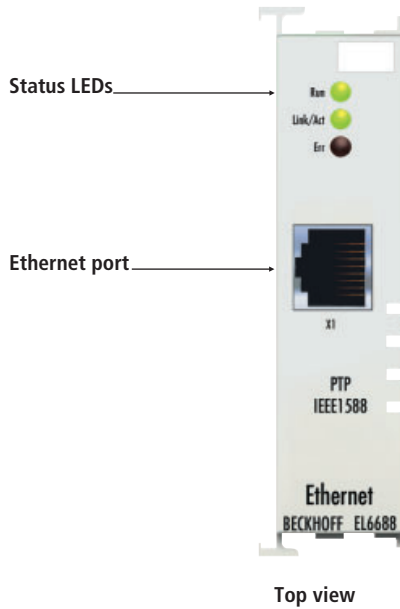 Status LEDs
Run
Link/Act
Err
Ethernet port
X1
PTP
IEEE1588
Ethernet
BECKHOFF EL6688
Top view